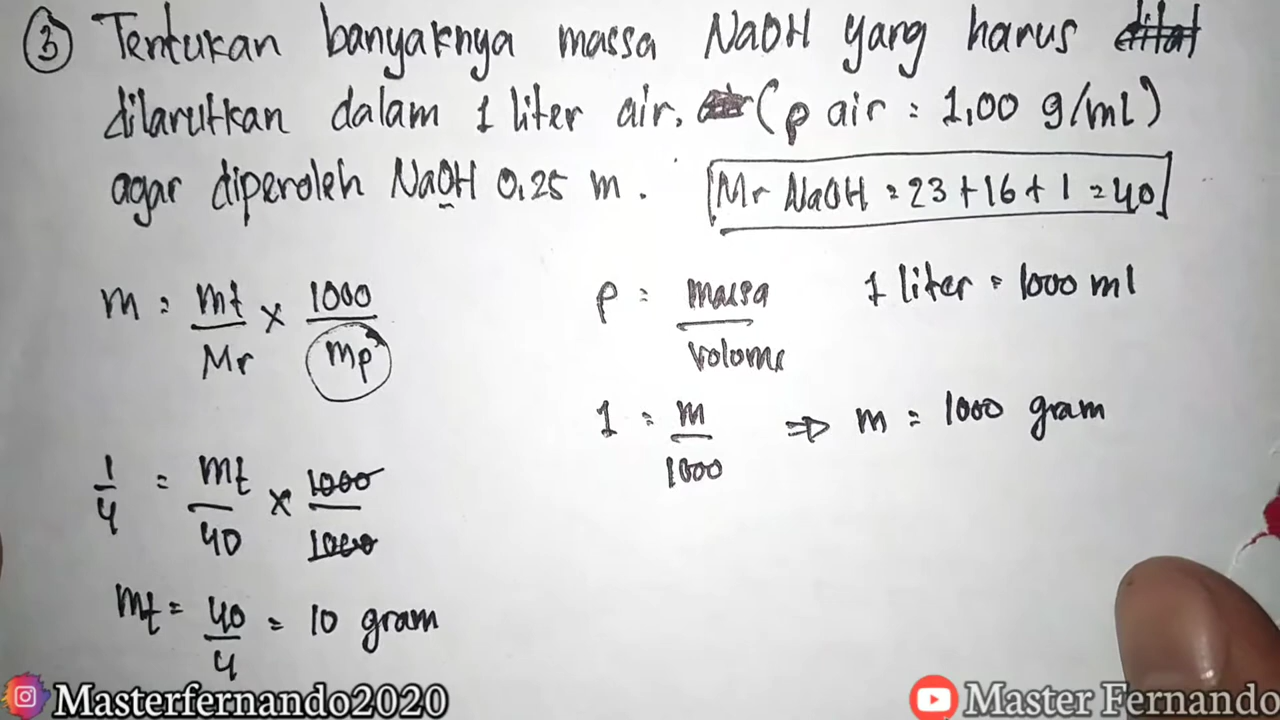 3 Tentukan banyaknya massa NaOH yang harus
dilarutkan dalam 1 liter air. (ρ air = 1,00 g/ml)
agar diperoleh NaOH 0,25 m. [Mr NaOH = 23 + 16 + 1 = 40]
m = mt/Mr × 1000/mp
ρ = massa/volume
1 liter = 1000 ml
1 = m/1000 ⇒ m = 1000 gram
1/4 = mt/40 × 1000/1000
mt = 40/4 = 10 gram
Masterfernando2020
Master Fernando